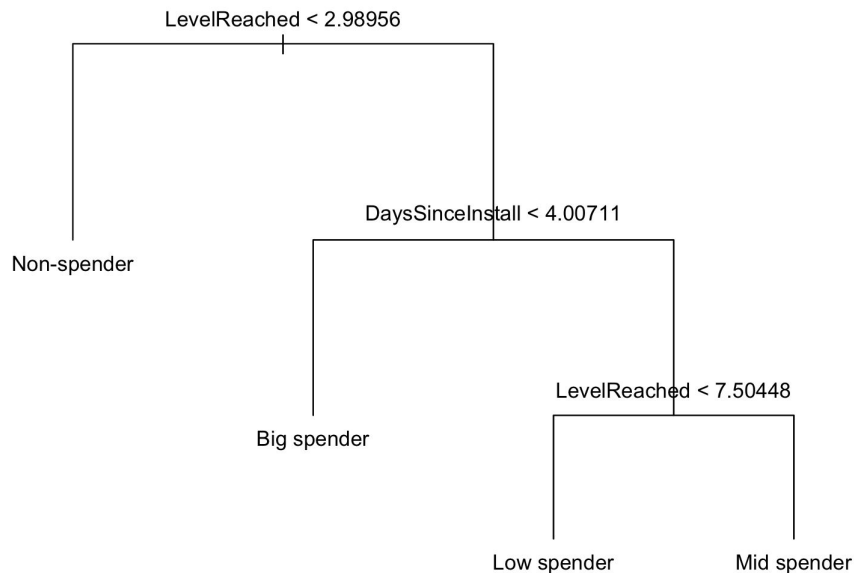 LevelReached < 2.98956
DaysSinceInstall < 4.00711
Non-spender
LevelReached < 7.50448
Big spender
Low spender
Mid spender